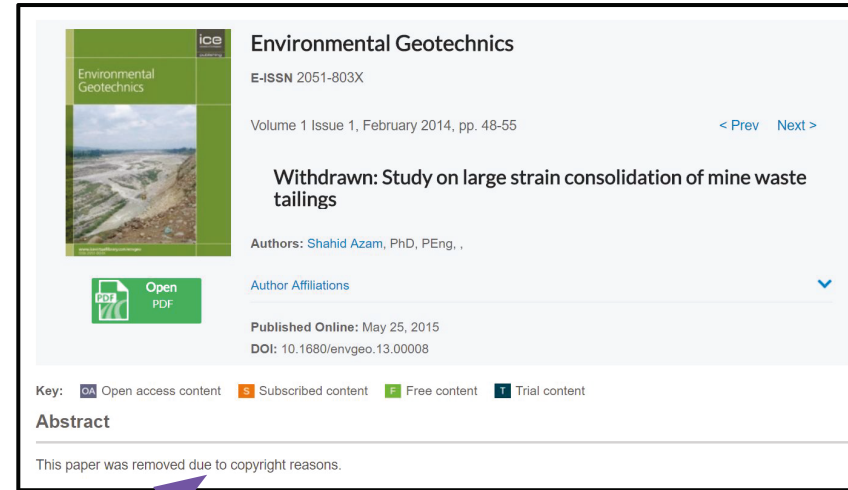 ice
Environmental
Geotechnics
Environmental Geotechnics
E-ISSN 2051-803X
Volume 1 Issue 1, February 2014, pp. 48-55
< Prev Next >
Withdrawn: Study on large strain consolidation of mine waste
tailings
Authors: Shahid Azam, PhD, PEng, ,
Open
PDF
PDF
Author Affiliations
Published Online: May 25, 2015
DOI: 10.1680/envgeo.13.00008
Key: OA Open access content S Subscribed content F Free content T Trial content
Abstract
This paper was removed due to copyright reasons.